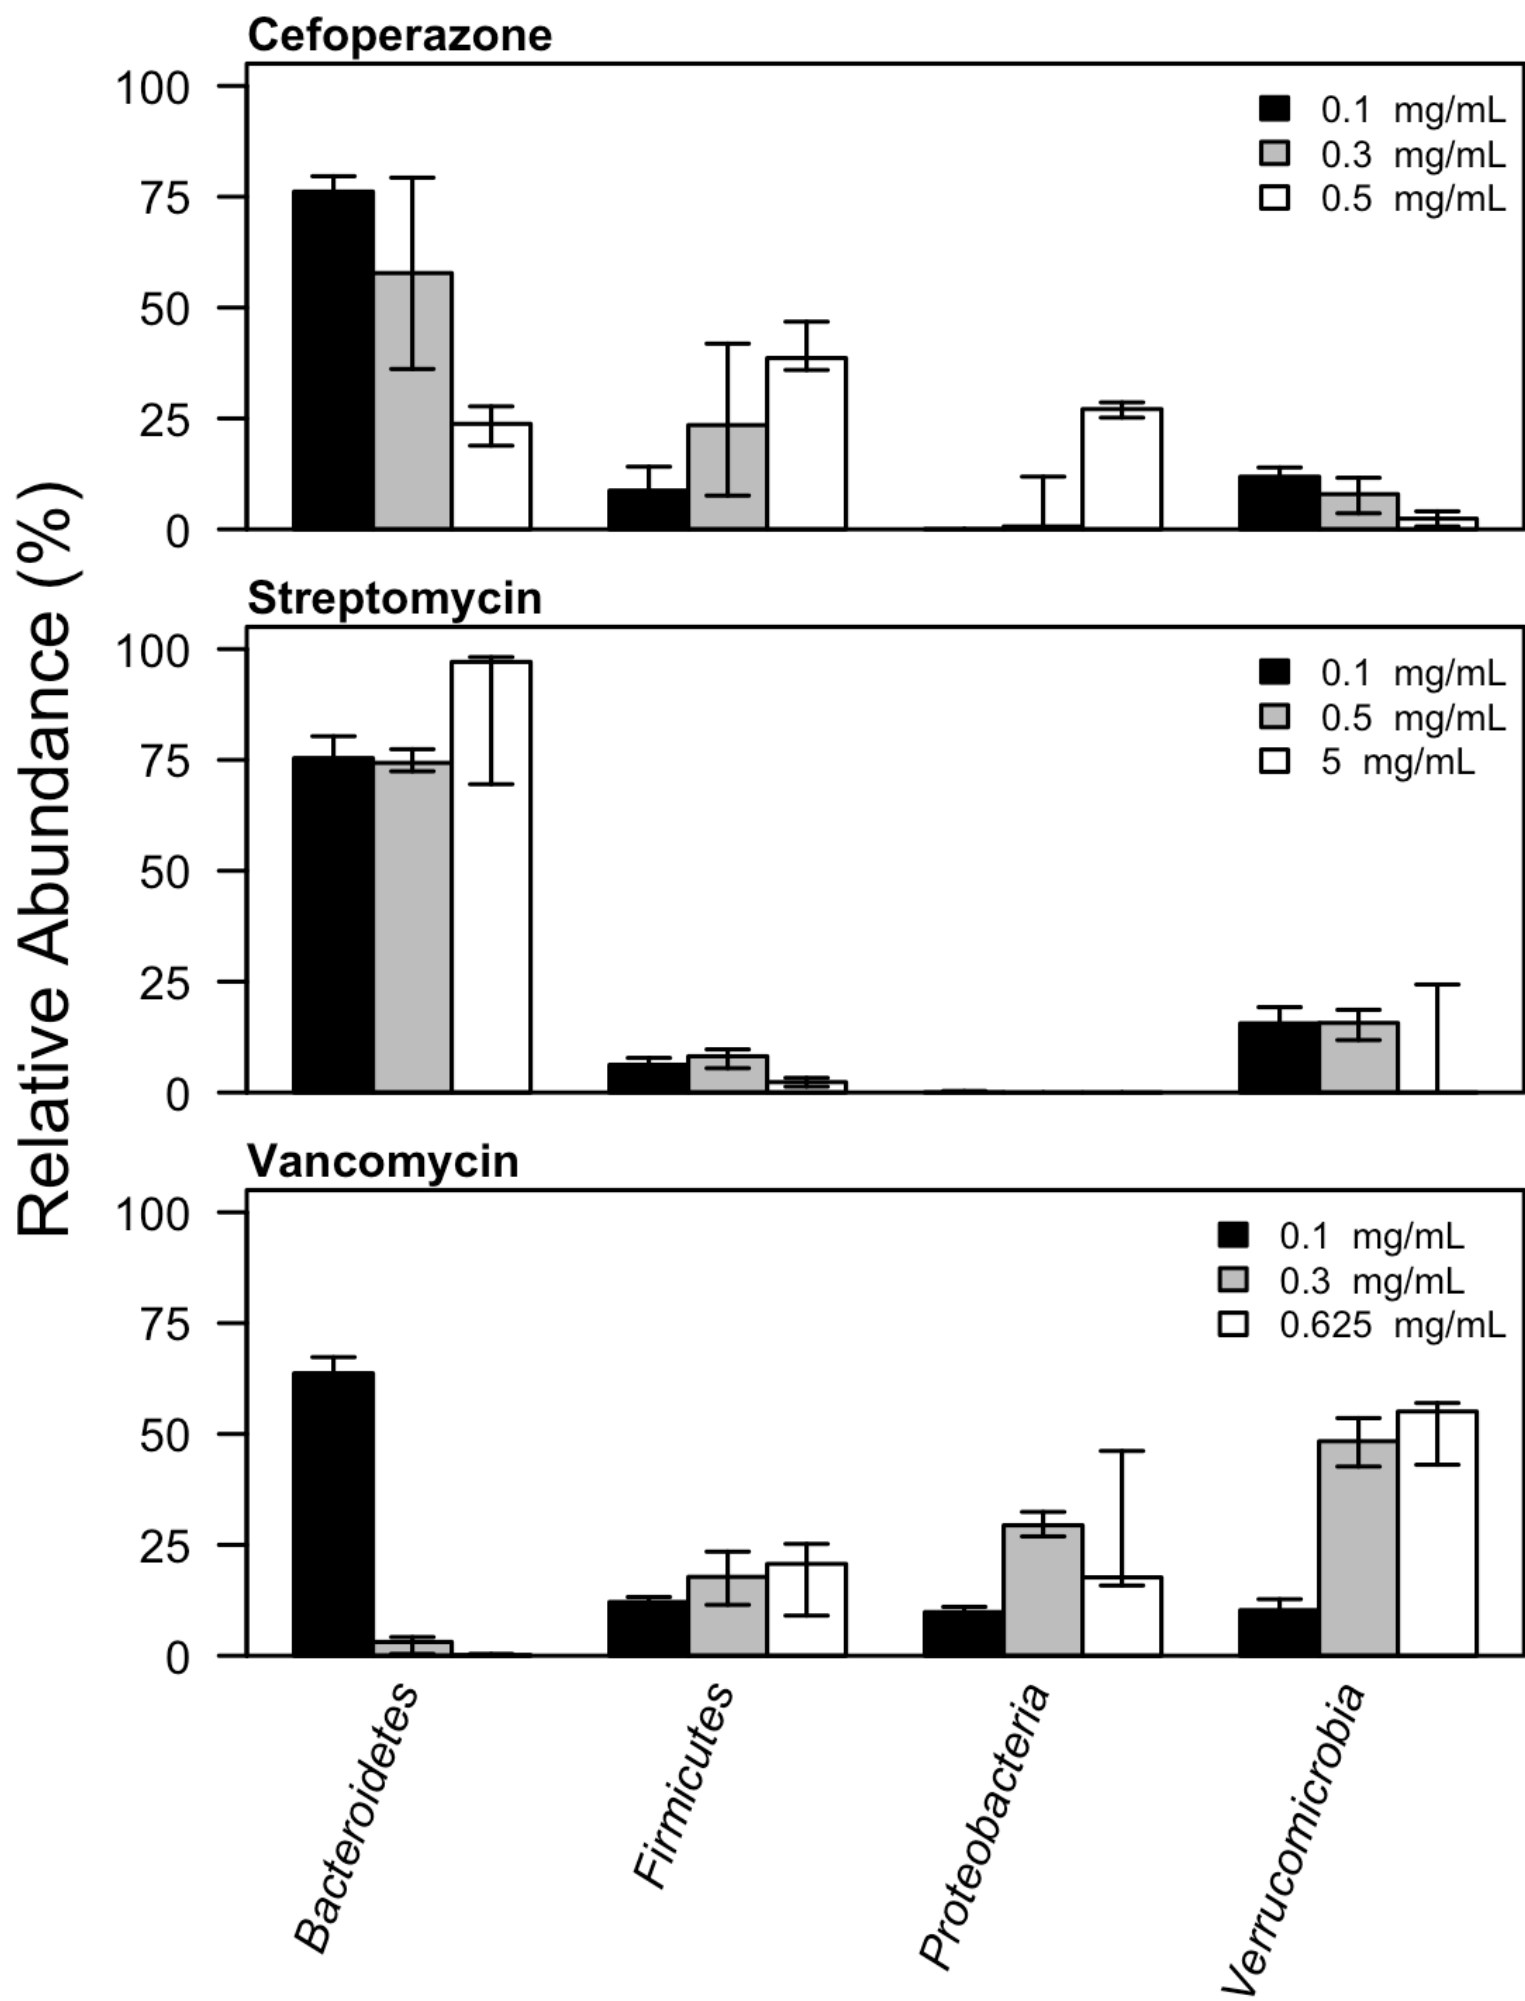 Relative Abundance (%)
Cefoperazone
100
75
50
25
0
0.1 mg/mL
0.3 mg/mL
0.5 mg/mL
Streptomycin
100
75
50
25
0
0.1 mg/mL
0.5 mg/mL
5 mg/mL
Vancomycin
100
75
50
25
0
0.1 mg/mL
0.3 mg/mL
0.625 mg/mL
Bacteroidetes
Firmicutes
Proteobacteria
Verrucomicrobia